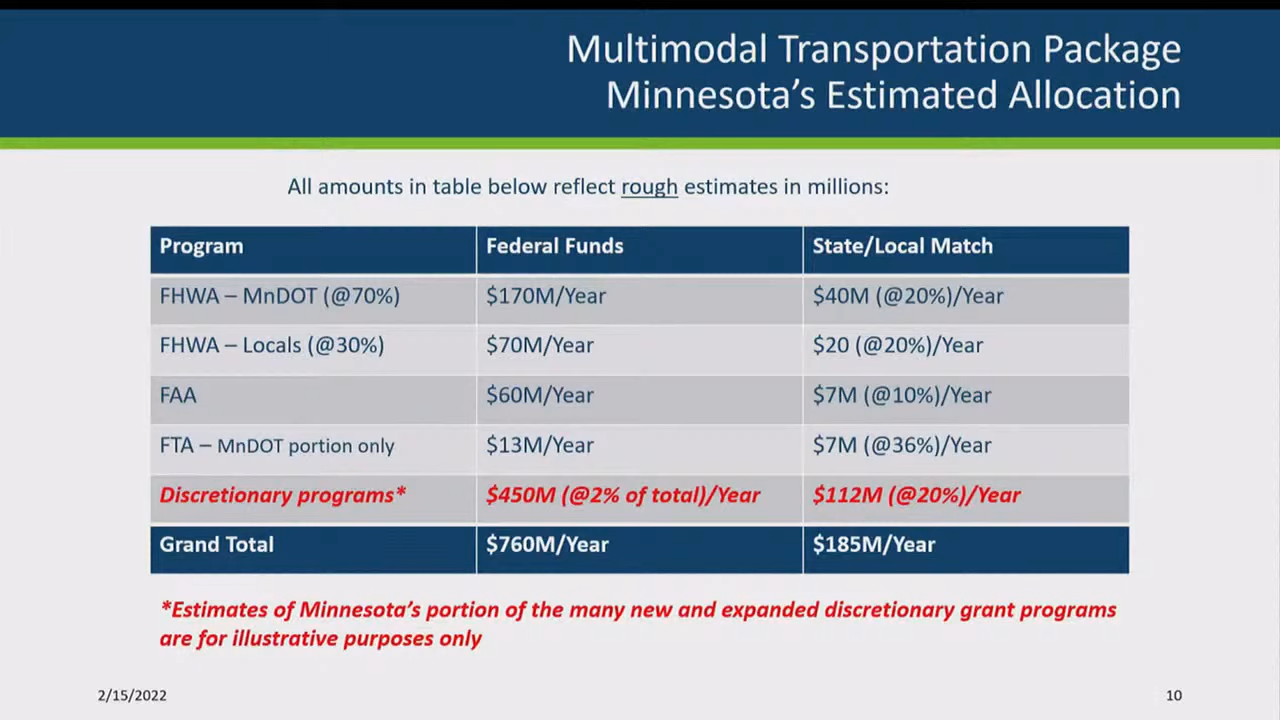 Multimodal Transportation Package
Minnesota's Estimated Allocation
All amounts in table below reflect rough estimates in millions:
Program Federal Funds State/Local Match
FHWA – MnDOT (@70%) $170M/Year $40M (@20%)/Year
FHWA – Locals (@30%) $70M/Year $20 (@20%)/Year
FAA $60M/Year $7M (@10%)/Year
FTA – MnDOT portion only $13M/Year $7M (@36%)/Year
Discretionary programs* $450M (@2% of total)/Year $112M (@20%)/Year
Grand Total $760M/Year $185M/Year
*Estimates of Minnesota's portion of the many new and expanded discretionary grant programs
are for illustrative purposes only
2/15/2022 10